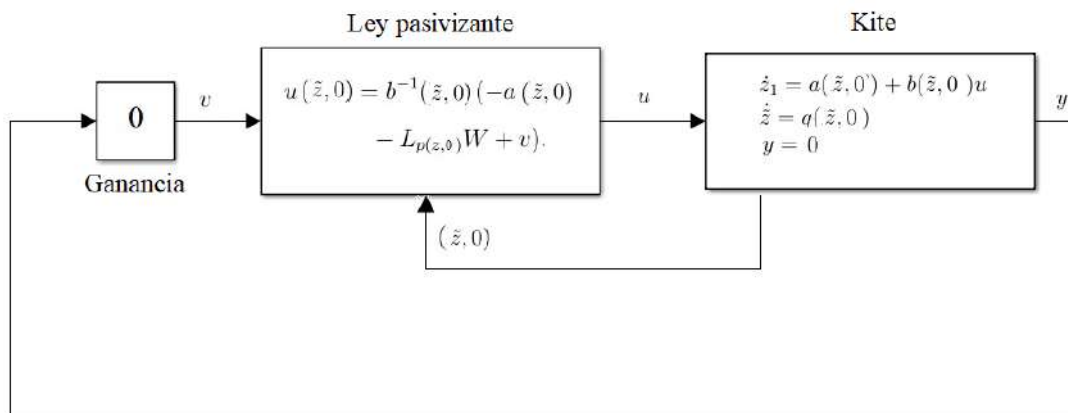 Ley pasivizante
Kite
0
v
u (z̃, 0) = b⁻¹(z̃, 0) (−a (z̃, 0)
− L_{p(z,0)}W + v).
u
ż₁ = a(z̃, 0) + b(z̃, 0)u
z̃̇ = q(z̃, 0)
y = 0
y
Ganancia
(z̃, 0)